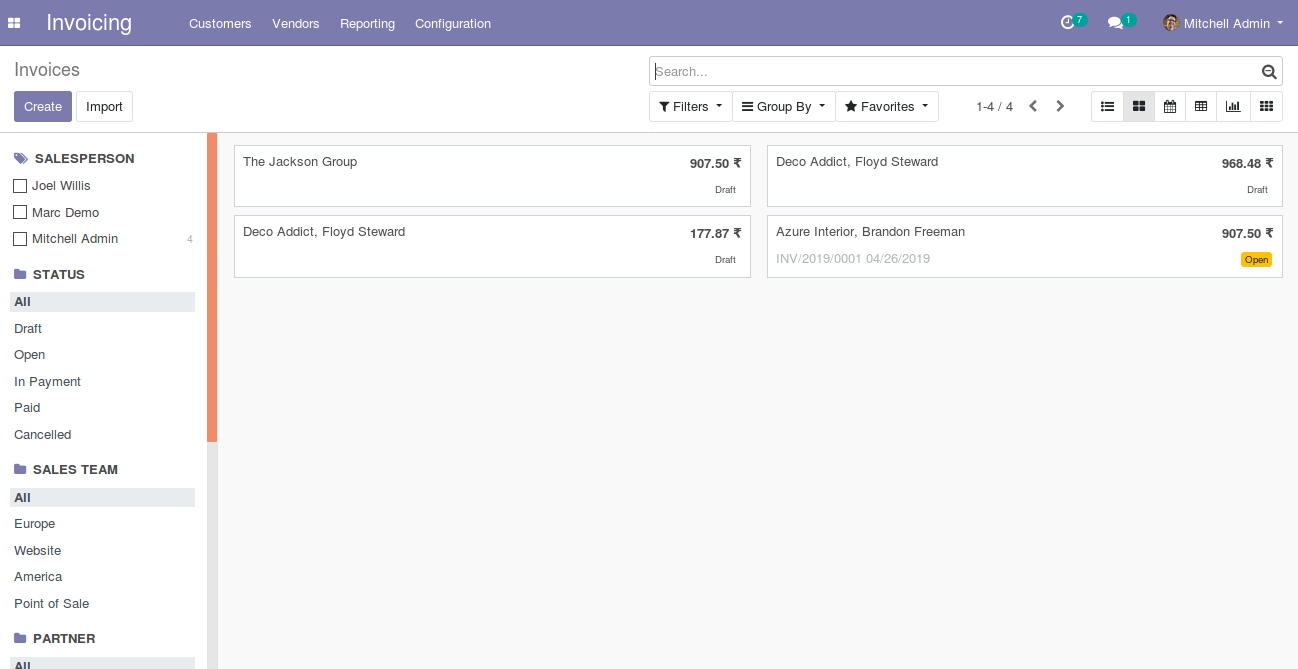 Invoicing Customers Vendors Reporting Configuration 7 1 Mitchell Admin
Invoices
Search...
Create Import
Filters Group By Favorites 1-4 / 4
SALESPERSON
Joel Willis
Marc Demo
Mitchell Admin 4
STATUS
All
Draft
Open
In Payment
Paid
Cancelled
SALES TEAM
All
Europe
Website
America
Point of Sale
PARTNER
All
The Jackson Group 907.50 ₹
Draft
Deco Addict, Floyd Steward 968.48 ₹
Draft
Deco Addict, Floyd Steward 177.87 ₹
Draft
Azure Interior, Brandon Freeman 907.50 ₹
INV/2019/0001 04/26/2019 Open